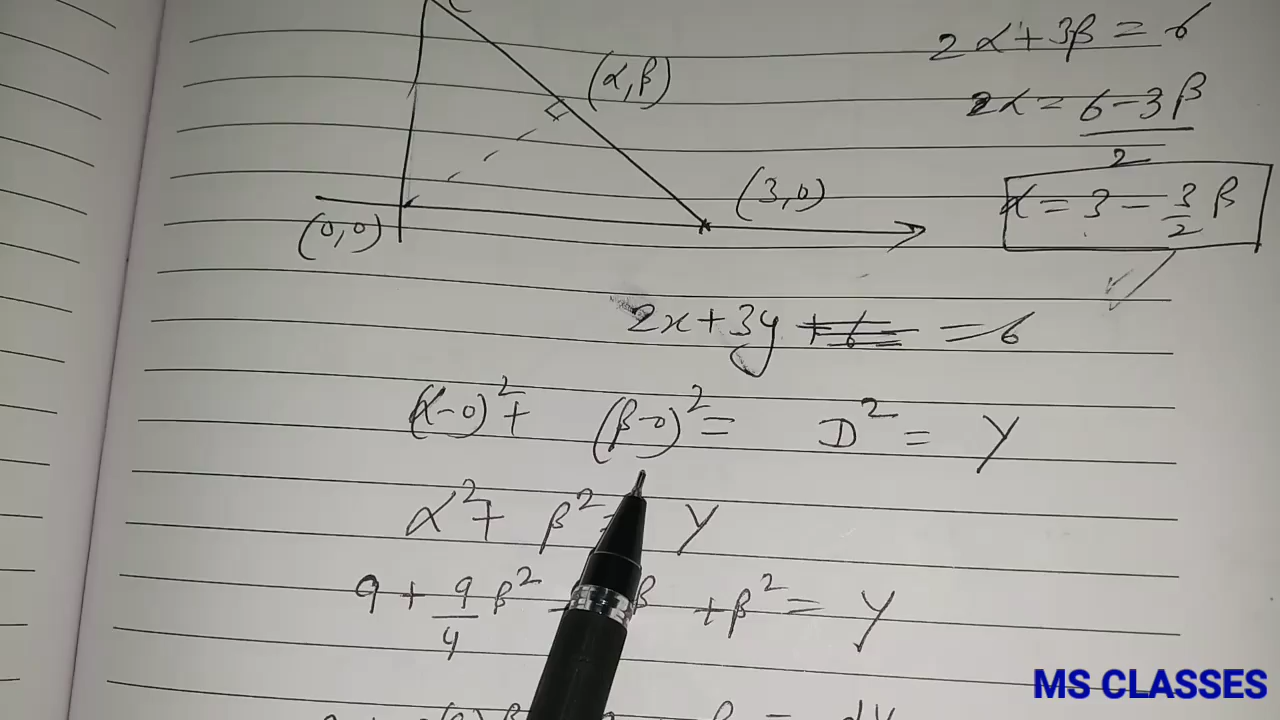 2α + 3β = 6
(α, β)
2α = 6 - 3β
2
(3, 0)
α = 3 - 3/2 β
(0, 0)
2x + 3y + 6 = = 6
(α-0)² + (β-0)² = D² = y
α² + β² = y
9 + 9/4 β² - β + β² = y
MS CLASSES